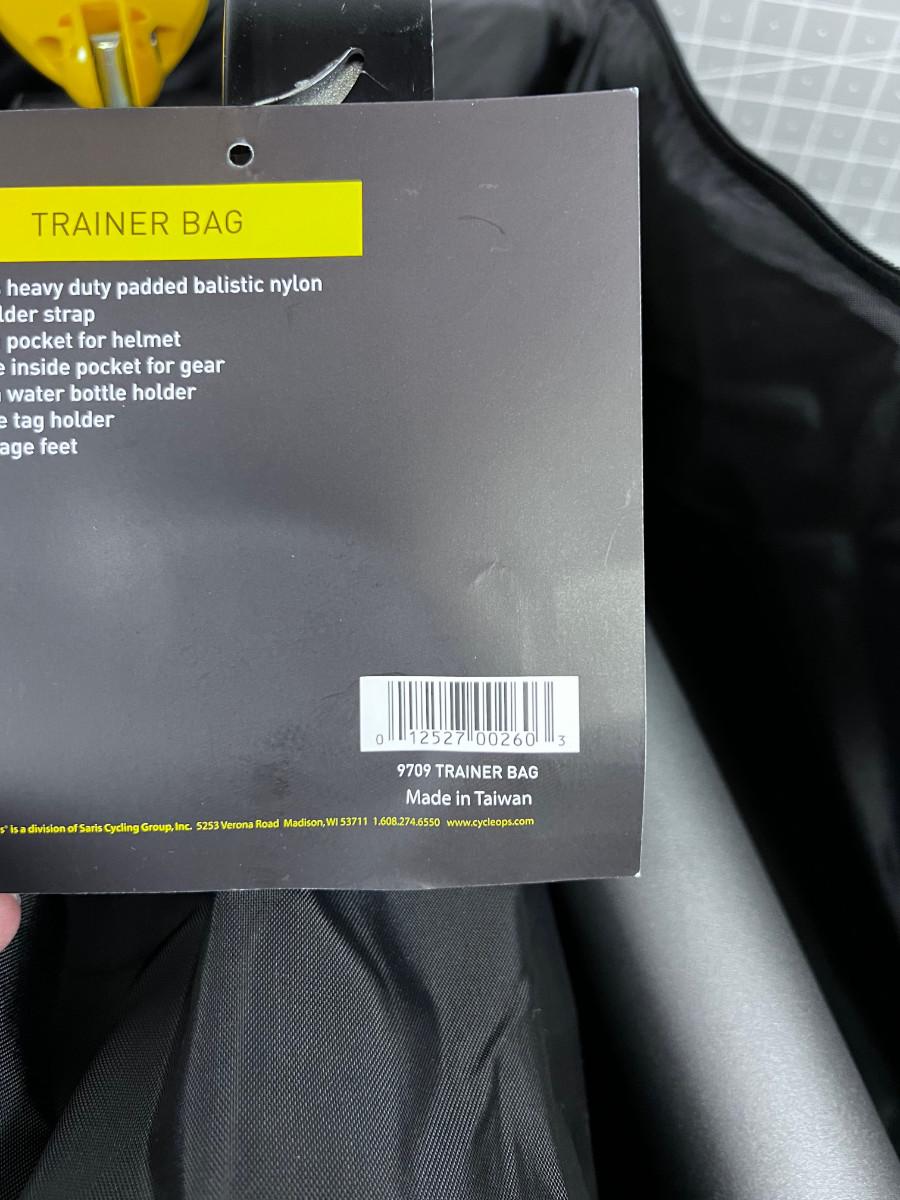 TRAINER BAG
heavy duty padded balistic nylon
lder strap
pocket for helmet
e inside pocket for gear
water bottle holder
e tag holder
age feet
0 12527 00260 3
9709 TRAINER BAG
Made in Taiwan
s® is a division of Saris Cycling Group, Inc. 5253 Verona Road Madison, WI 53711 1.608.274.6550 www.cycleops.com